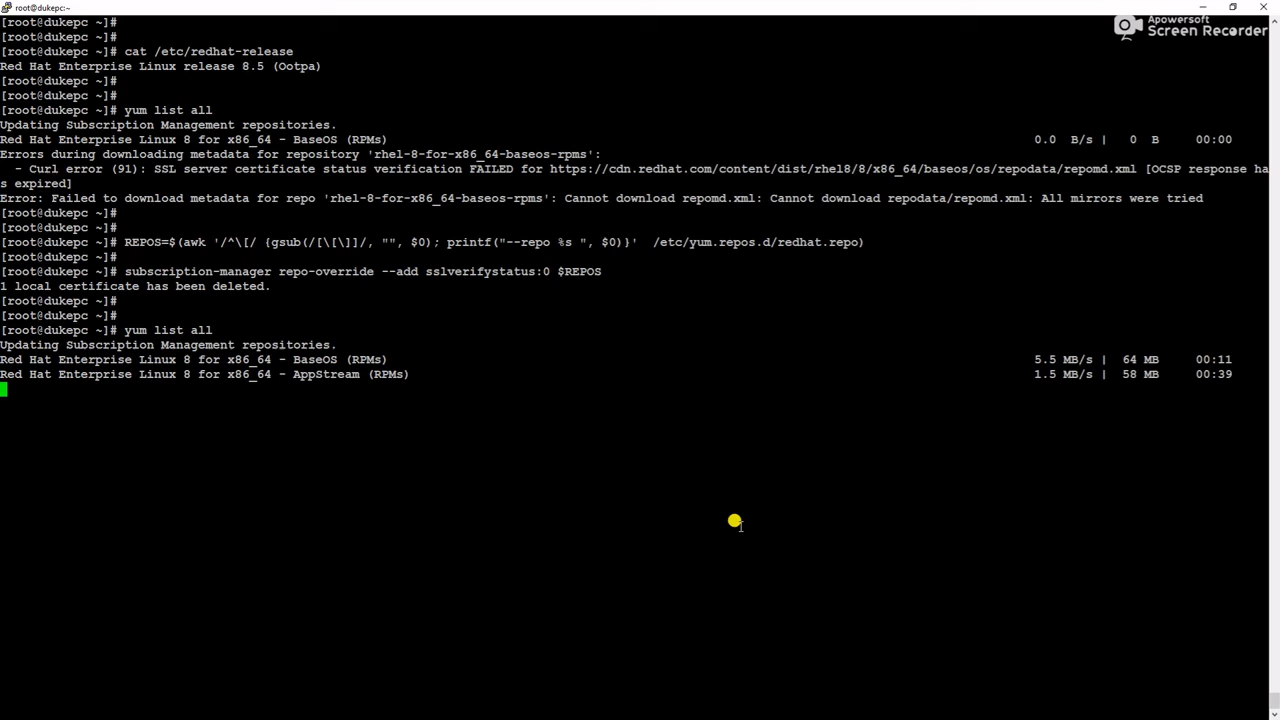 root@dukepc:~
[root@dukepc ~]#
[root@dukepc ~]#
Apowersoft
Screen Recorder
[root@dukepc ~]# cat /etc/redhat-release
Red Hat Enterprise Linux release 8.5 (Ootpa)
[root@dukepc ~]#
[root@dukepc ~]#
[root@dukepc ~]# yum list all
Updating Subscription Management repositories.
Red Hat Enterprise Linux 8 for x86_64 - BaseOS (RPMs) 0.0 B/s | 0 B 00:00
Errors during downloading metadata for repository 'rhel-8-for-x86_64-baseos-rpms':
- Curl error (91): SSL server certificate status verification FAILED for https://cdn.redhat.com/content/dist/rhel8/8/x86_64/baseos/os/repodata/repomd.xml [OCSP response ha
s expired]
Error: Failed to download metadata for repo 'rhel-8-for-x86_64-baseos-rpms': Cannot download repomd.xml: Cannot download repodata/repomd.xml: All mirrors were tried
[root@dukepc ~]#
[root@dukepc ~]#
[root@dukepc ~]# REPOS=$(awk '/^\[/ {gsub(/[\[\]]/, "", $0); printf("--repo %s ", $0)}'  /etc/yum.repos.d/redhat.repo)
[root@dukepc ~]#
[root@dukepc ~]# subscription-manager repo-override --add sslverifystatus:0 $REPOS
1 local certificate has been deleted.
[root@dukepc ~]#
[root@dukepc ~]#
[root@dukepc ~]# yum list all
Updating Subscription Management repositories.
Red Hat Enterprise Linux 8 for x86_64 - BaseOS (RPMs) 5.5 MB/s | 64 MB 00:11
Red Hat Enterprise Linux 8 for x86_64 - AppStream (RPMs) 1.5 MB/s | 58 MB 00:39